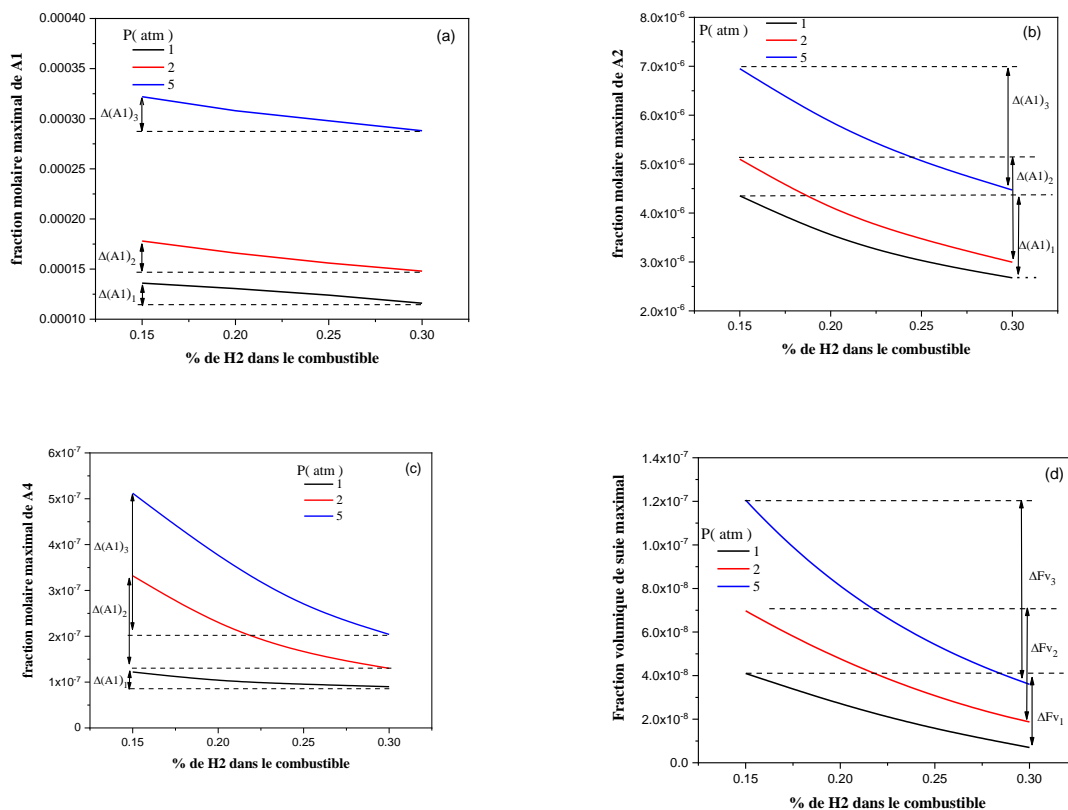 (a)
P( atm )
1
2
5
0.00040
0.00035
0.00030
0.00025
0.00020
0.00015
0.00010
Δ(A1)3
Δ(A1)2
Δ(A1)1
0.15
0.20
0.25
0.30
fraction molaire maximal de A1
% de H2 dans le combustible
(b)
P( atm )
1
2
5
8.0x10-6
7.0x10-6
6.0x10-6
5.0x10-6
4.0x10-6
3.0x10-6
2.0x10-6
Δ(A1)3
Δ(A1)2
Δ(A1)1
0.15
0.20
0.25
0.30
fraction molaire maximal de A2
% de H2 dans le combustible
(c)
P( atm )
1
2
5
6x10-7
5x10-7
4x10-7
3x10-7
2x10-7
1x10-7
0
Δ(A1)3
Δ(A1)2
Δ(A1)1
0.15
0.20
0.25
0.30
fraction molaire maximal de A4
% de H2 dans le combustible
(d)
P( atm )
1
2
5
1.4x10-7
1.2x10-7
1.0x10-7
8.0x10-8
6.0x10-8
4.0x10-8
2.0x10-8
0.0
ΔFv3
ΔFv2
ΔFv1
0.15
0.20
0.25
0.30
Fraction volumique de suie maximal
% de H2 dans le combustible